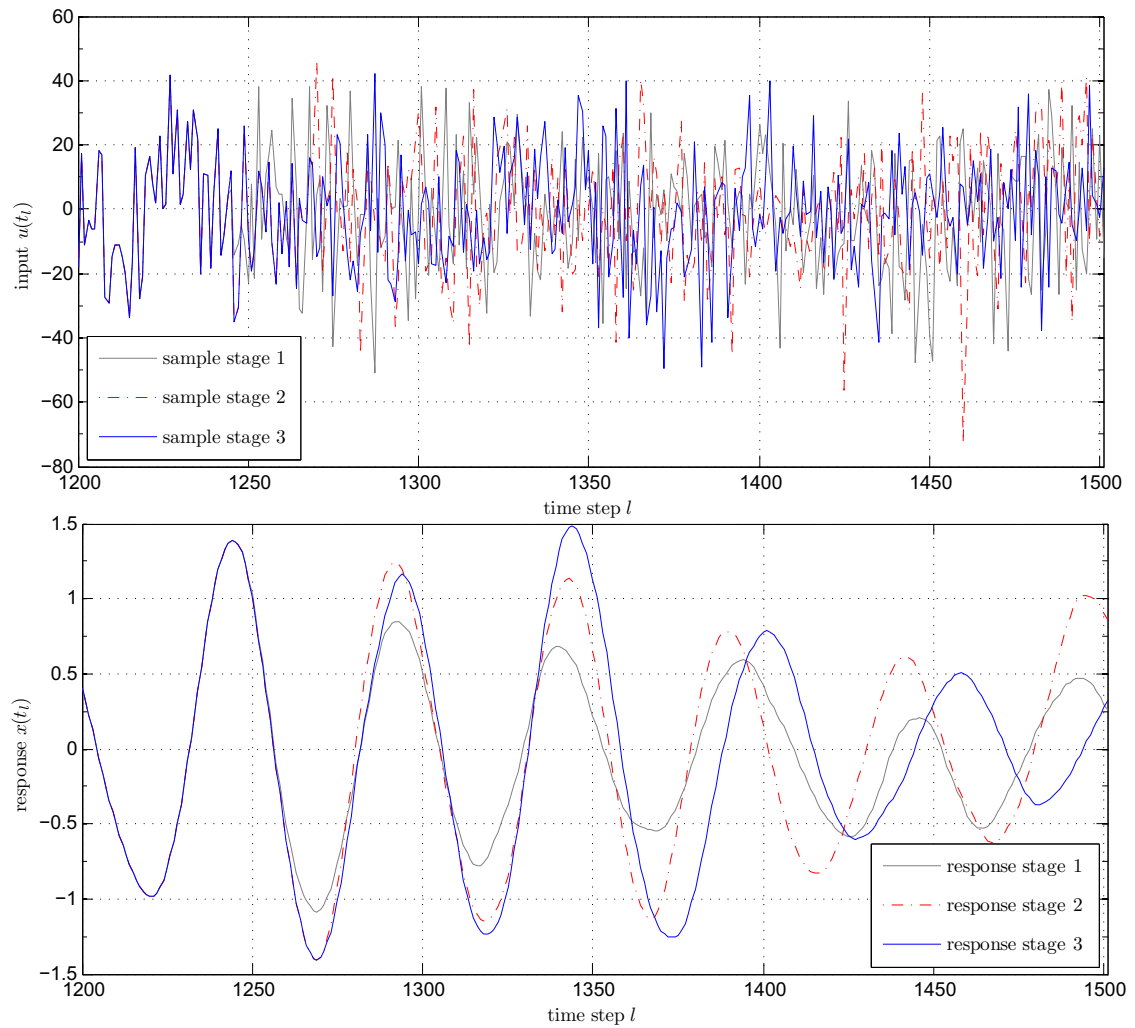 60
40
20
0
−20
−40
−60
−80
input u(tₗ)
sample stage 1
sample stage 2
sample stage 3
1200 1250 1300 1350 1400 1450 1500
time step l
1.5
1
0.5
0
−0.5
−1
−1.5
response x(tₗ)
response stage 1
response stage 2
response stage 3
1200 1250 1300 1350 1400 1450 1500
time step l